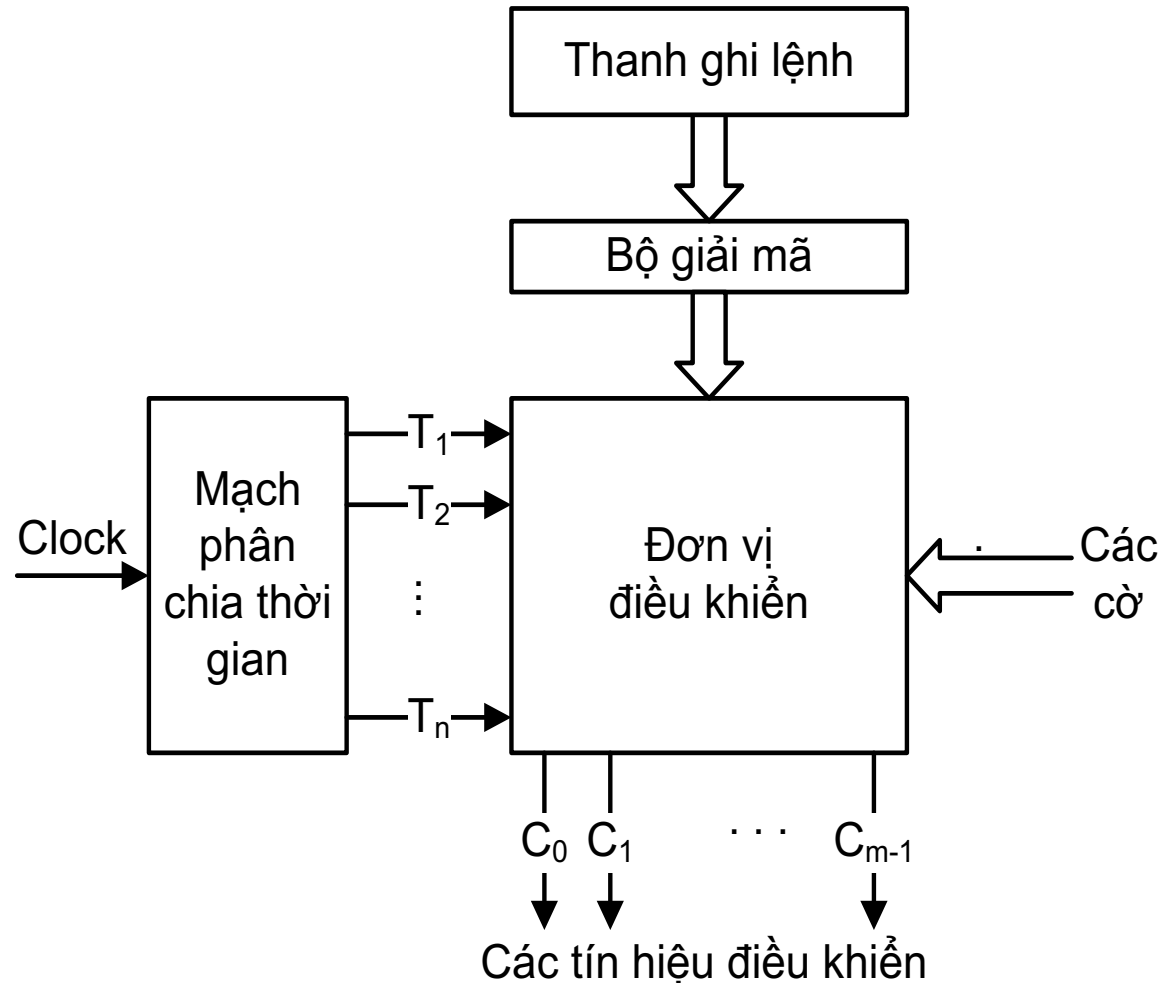 Thanh ghi lệnh
Bộ giải mã
Clock
Mạch
phân
chia thời
gian
T₁
T₂
⋮
Tₙ
Đơn vị
điều khiển
Các
cờ
C₀ C₁ . . . Cₘ₋₁
Các tín hiệu điều khiển